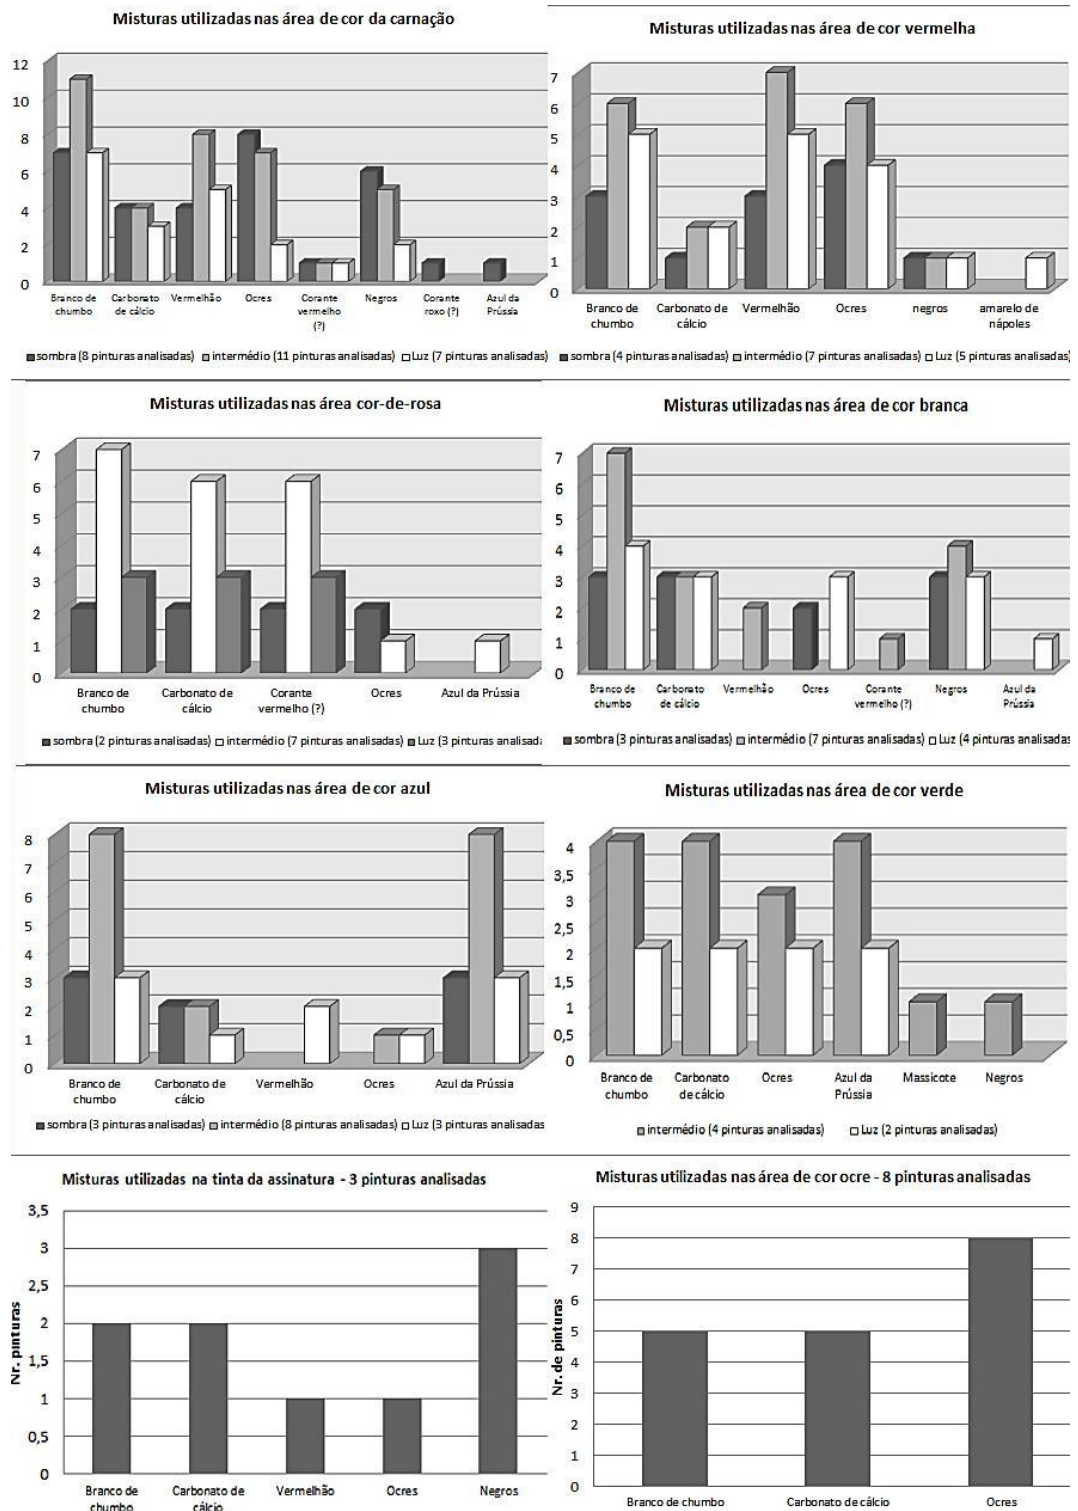 Misturas utilizadas nas área de cor da carnação
12
10
8
6
4
2
0
Branco de chumbo
Carbonato de cálcio
Vermelhão
Ocres
Corante vermelho (?)
Negros
Corante roxo (?)
Azul da Prússia
sombra (8 pinturas analisadas)
intermédio (11 pinturas analisadas)
Luz (7 pinturas analisadas)
Misturas utilizadas nas área de cor vermelha
7
6
5
4
3
2
1
0
Branco de chumbo
Carbonato de cálcio
Vermelhão
Ocres
negros
amarelo de nápoles
sombra (4 pinturas analisadas)
intermédio (7 pinturas analisadas)
Luz (5 pinturas analisadas)
Misturas utilizadas nas área cor-de-rosa
7
6
5
4
3
2
1
0
Branco de chumbo
Carbonato de cálcio
Corante vermelho (?)
Ocres
Azul da Prússia
sombra (2 pinturas analisadas)
intermédio (7 pinturas analisadas)
Luz (3 pinturas analisada
Misturas utilizadas nas área de cor branca
7
6
5
4
3
2
1
0
Branco de chumbo
Carbonato de cálcio
Vermelhão
Ocres
Corante vermelho (?)
Negros
Azul da Prússia
sombra (3 pinturas analisadas)
intermédio (7 pinturas analisadas)
Luz (4 pinturas analisadas)
Misturas utilizadas nas área de cor azul
8
7
6
5
4
3
2
1
0
Branco de chumbo
Carbonato de cálcio
Vermelhão
Ocres
Azul da Prússia
sombra (3 pinturas analisadas)
intermédio (8 pinturas analisadas)
Luz (3 pinturas analisadas
Misturas utilizadas nas área de cor verde
4
3,5
3
2,5
2
1,5
1
0,5
0
Branco de chumbo
Carbonato de cálcio
Ocres
Azul da Prússia
Massicote
Negros
intermédio (4 pinturas analisadas)
Luz (2 pinturas analisadas)
Misturas utilizadas na tinta da assinatura - 3 pinturas analisadas
Nr. pinturas
3,5
3
2,5
2
1,5
1
0,5
0
Branco de chumbo
Carbonato de cálcio
Vermelhão
Ocres
Negros
Misturas utilizadas nas área de cor ocre - 8 pinturas analisadas
Nr. de pinturas
9
8
7
6
5
4
3
2
1
0
Branco de chumbo
Carbonato de cálcio
Ocres